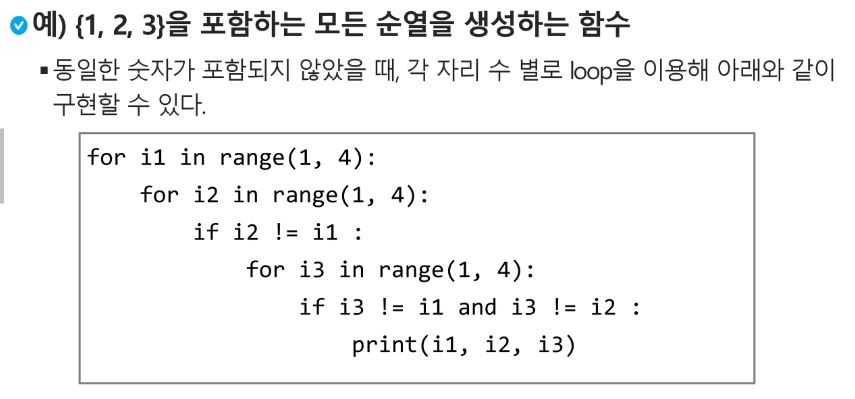 예) {1, 2, 3}을 포함하는 모든 순열을 생성하는 함수
▪ 동일한 숫자가 포함되지 않았을 때, 각 자리 수 별로 loop을 이용해 아래와 같이
구현할 수 있다.
for i1 in range(1, 4):
    for i2 in range(1, 4):
        if i2 != i1 :
            for i3 in range(1, 4):
                if i3 != i1 and i3 != i2 :
                    print(i1, i2, i3)